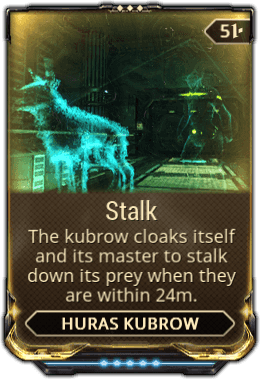 51
Stalk
The kubrow cloaks itself
and its master to stalk
down its prey when they
are within 24m.
HURAS KUBROW